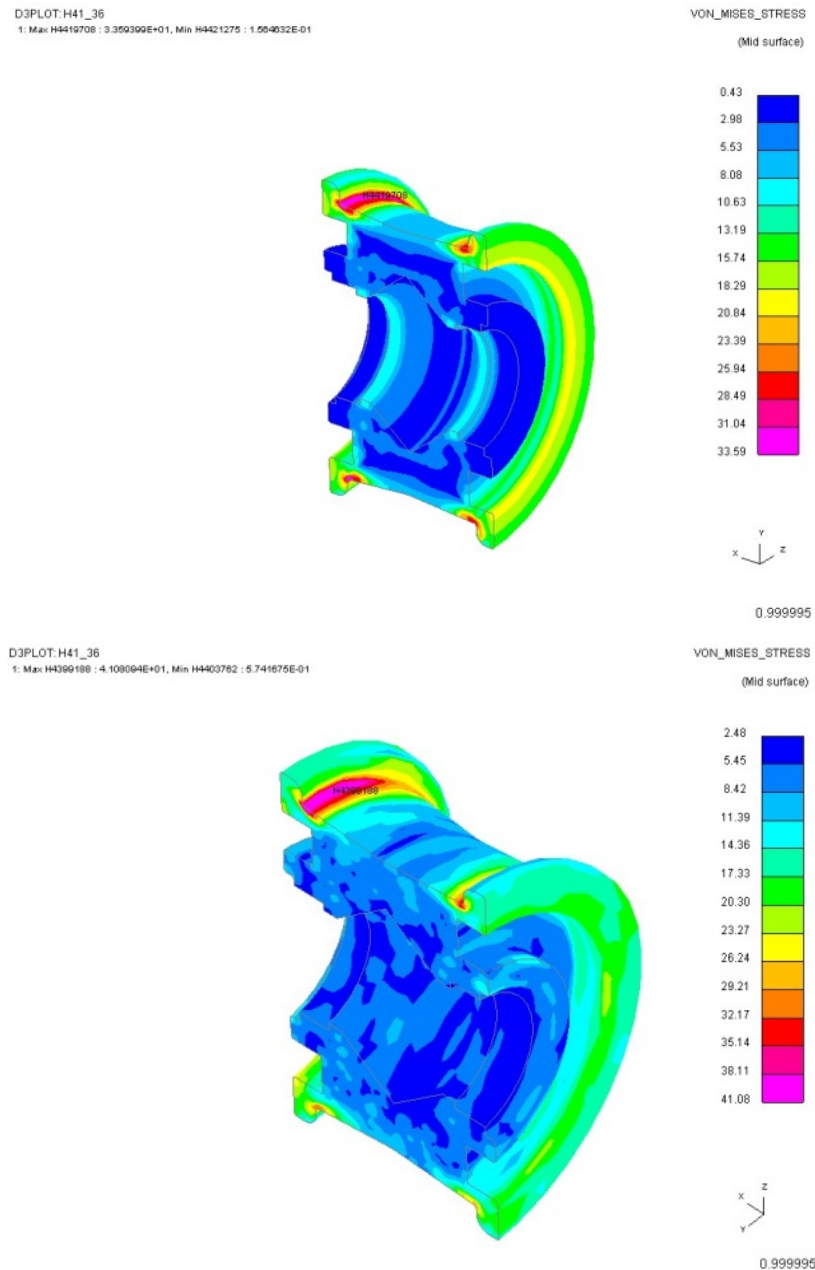 D3PLOT: H41_36
1: Max H4419708 : 3.359399E+01, Min H4421275 : 1.564632E-01
VON_MISES_STRESS
(Mid surface)
0.43
2.98
5.53
8.08
10.63
13.19
15.74
18.29
20.84
23.39
25.94
28.49
31.04
33.59
H4419708
Y
X Z
0.999995
D3PLOT: H41_36
1: Max H4399188 : 4.108094E+01, Min H4403762 : 5.741675E-01
VON_MISES_STRESS
(Mid surface)
2.48
5.45
8.42
11.39
14.36
17.33
20.30
23.27
26.24
29.21
32.17
35.14
38.11
41.08
H4399188
Z
X
Y
0.999995